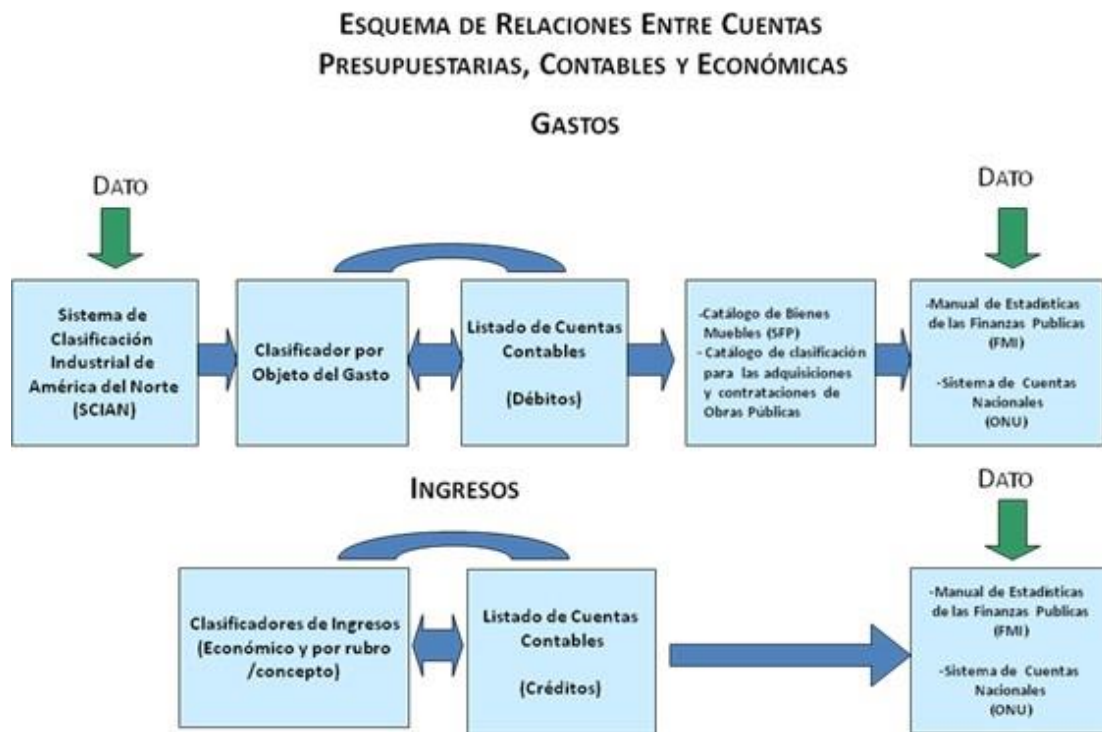 ESQUEMA DE RELACIONES ENTRE CUENTAS
PRESUPUESTARIAS, CONTABLES Y ECONÓMICAS
GASTOS
DATO
DATO
Sistema de
Clasificación
Industrial de
América del Norte
(SCIAN)
Clasificador por
Objeto del Gasto
Listado de Cuentas
Contables
(Débitos)
-Catálogo de Bienes
Muebles (SFP)
- Catálogo de clasificación
para las adquisiciones
y contrataciones de
Obras Públicas
-Manual de Estadísticas
de las Finanzas Publicas
(FMI)
-Sistema de Cuentas
Nacionales
(ONU)
INGRESOS
DATO
Clasificadores de Ingresos
(Económico y por rubro
/concepto)
Listado de Cuentas
Contables
(Créditos)
-Manual de Estadísticas
de las Finanzas Publicas
(FMI)
-Sistema de Cuentas
Nacionales
(ONU)